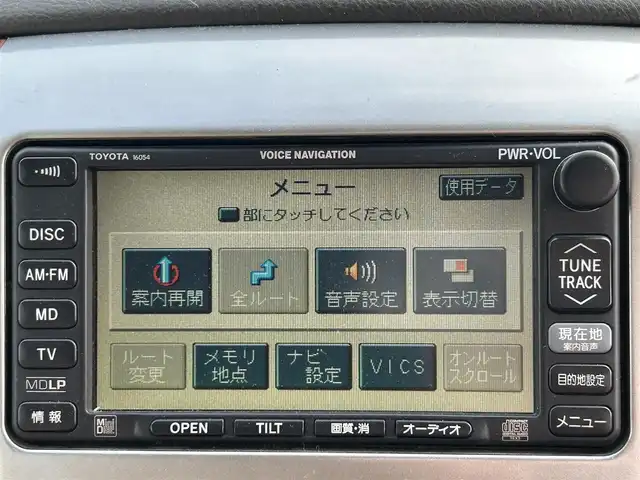 TOYOTA 16054
VOICE NAVIGATION
PWR・VOL
メニュー
使用データ
部にタッチしてください
案内再開
全ルート
音声設定
表示切替
ルート
変更
メモリ
地点
ナビ
設定
VICS
オンルート
スクロール
DISC
AM・FM
MD
TV
MDLP
情報
TUNE
TRACK
現在地
案内音声
目的地設定
メニュー
OPEN
TILT
画質・消
オーディオ
disc